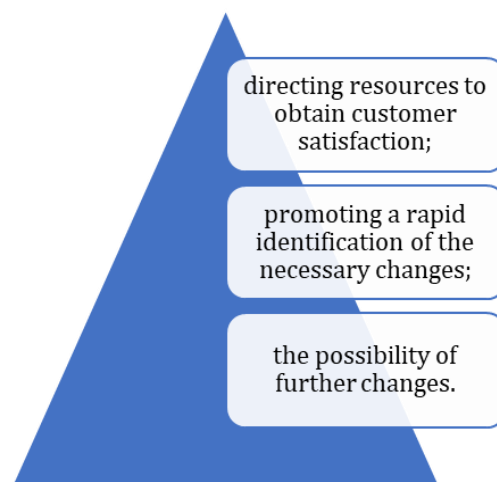 directing resources to
obtain customer
satisfaction;
promoting a rapid
identification of the
necessary changes;
the possibility of
further changes.